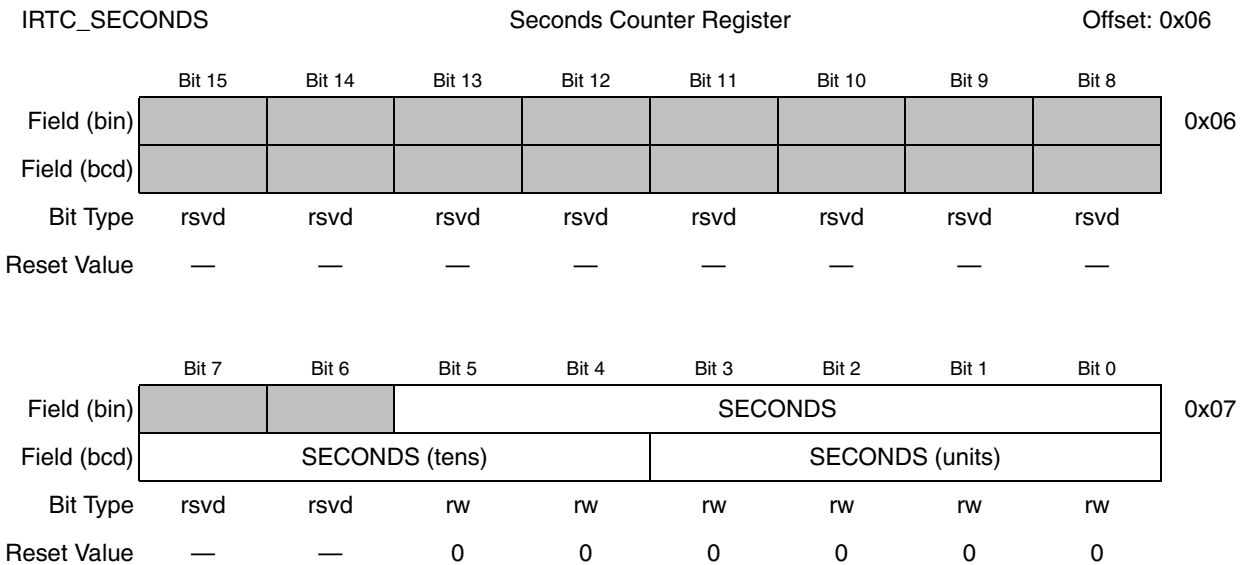 IRTC_SECONDS Seconds Counter Register Offset: 0x06
Bit 15 Bit 14 Bit 13 Bit 12 Bit 11 Bit 10 Bit 9 Bit 8
Field (bin) 0x06
Field (bcd)
Bit Type rsvd rsvd rsvd rsvd rsvd rsvd rsvd rsvd
Reset Value — — — — — — — —
Bit 7 Bit 6 Bit 5 Bit 4 Bit 3 Bit 2 Bit 1 Bit 0
Field (bin) SECONDS 0x07
Field (bcd) SECONDS (tens) SECONDS (units)
Bit Type rsvd rsvd rw rw rw rw rw rw
Reset Value — — 0 0 0 0 0 0